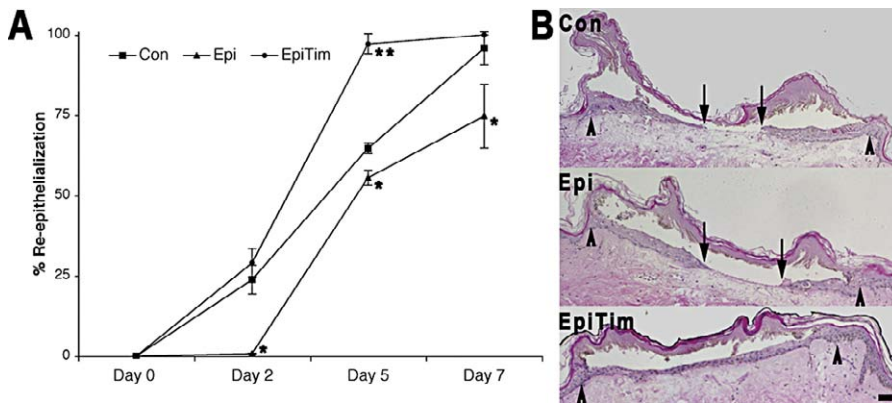 A
% Re-epithelialization
100
75
50
25
0
Con
Epi
EpiTim
**
*
*
*
Day 0
Day 2
Day 5
Day 7
B
Con
Epi
EpiTim